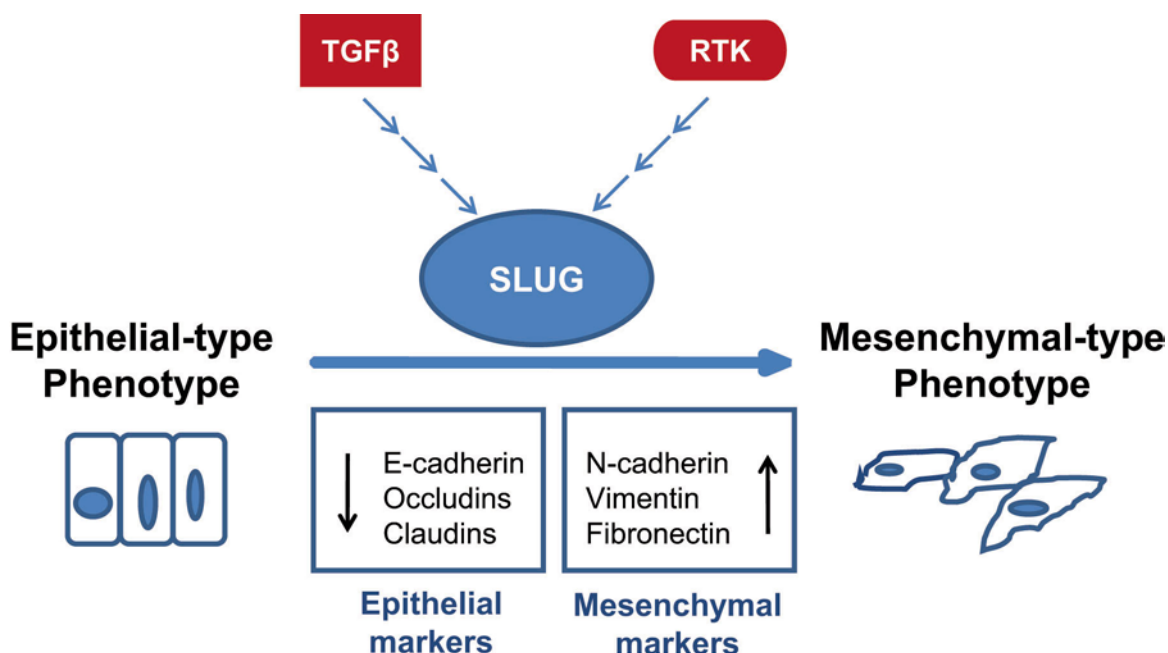 TGFβ
RTK
SLUG
Epithelial-type
Phenotype
Mesenchymal-type
Phenotype
E-cadherin
Occludins
Claudins
N-cadherin
Vimentin
Fibronectin
Epithelial
markers
Mesenchymal
markers